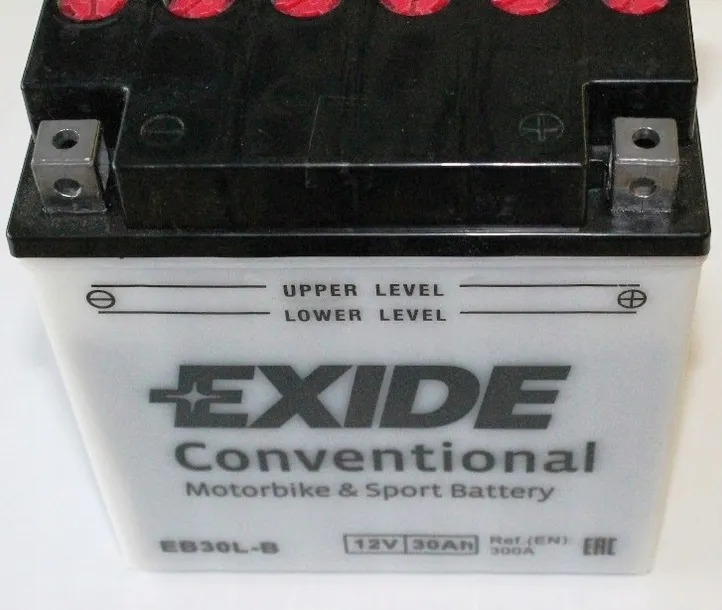 UPPER LEVEL
LOWER LEVEL
EXIDE
Conventional
Motorbike & Sport Battery
EB30L-B 12V 30Ah Ref.(EN): 300A EAC